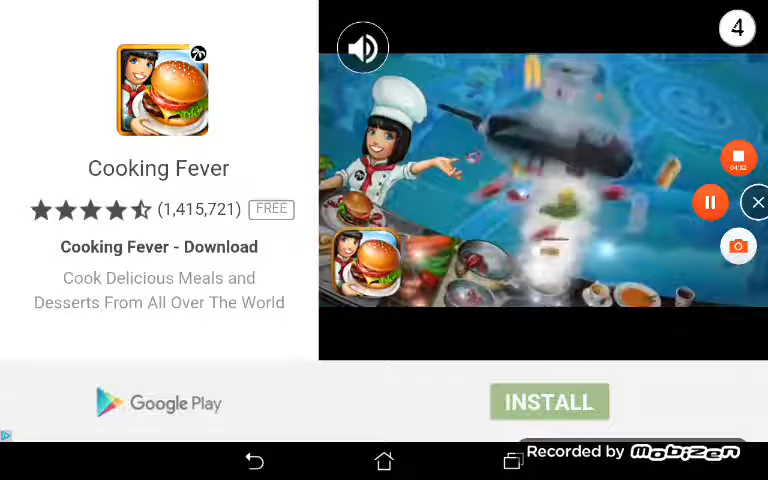 4
Cooking Fever
(1,415,721) FREE
Cooking Fever - Download
Cook Delicious Meals and
Desserts From All Over The World
Google Play
INSTALL
Recorded by Mobizen